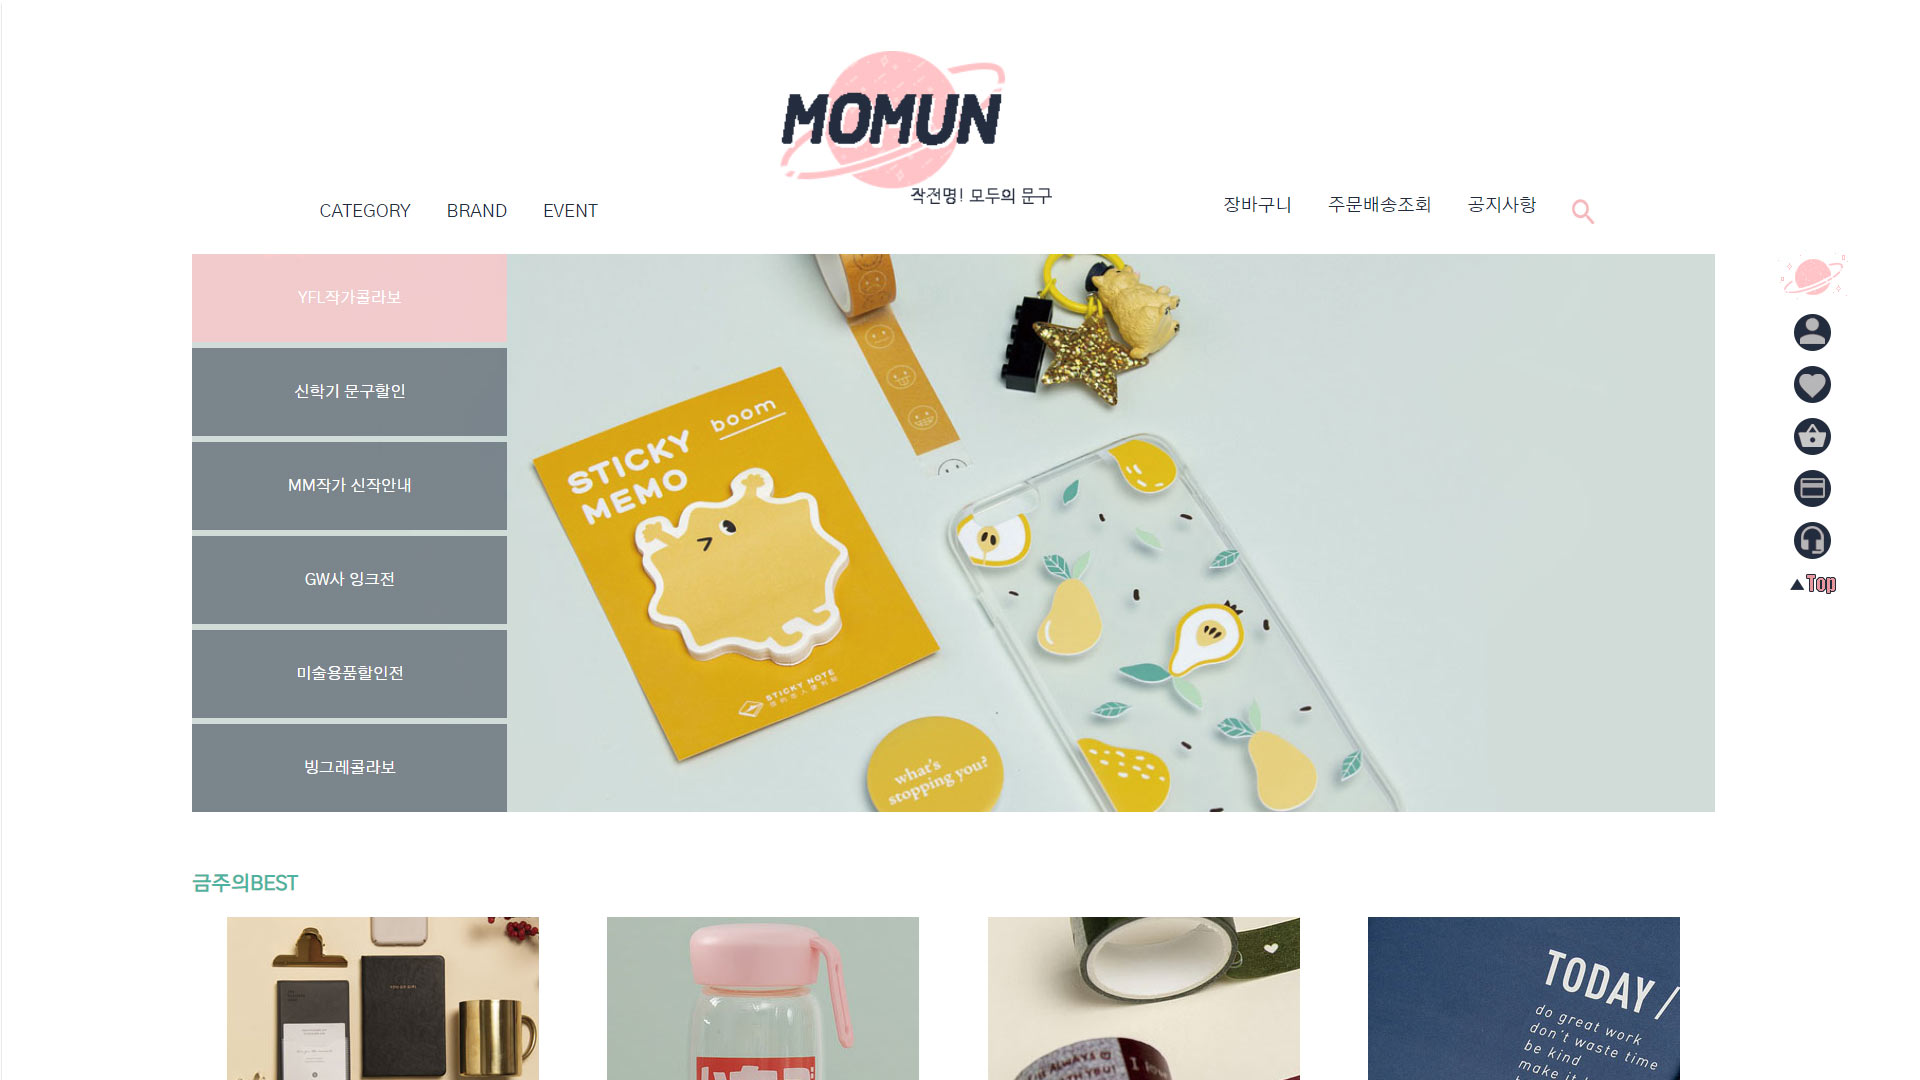 MOMUN
작전명! 모두의 문구
CATEGORY BRAND EVENT
장바구니 주문배송조회 공지사항
YFL작가콜라보
신학기 문구할인
MM작가 신작안내
GW사 잉크전
미술용품할인전
빙그레콜라보
boom
STICKY
MEMO
STICKY NOTE
what's
stopping you?
Top
금주의BEST
TODAY /
do great work
don't waste time
be kind